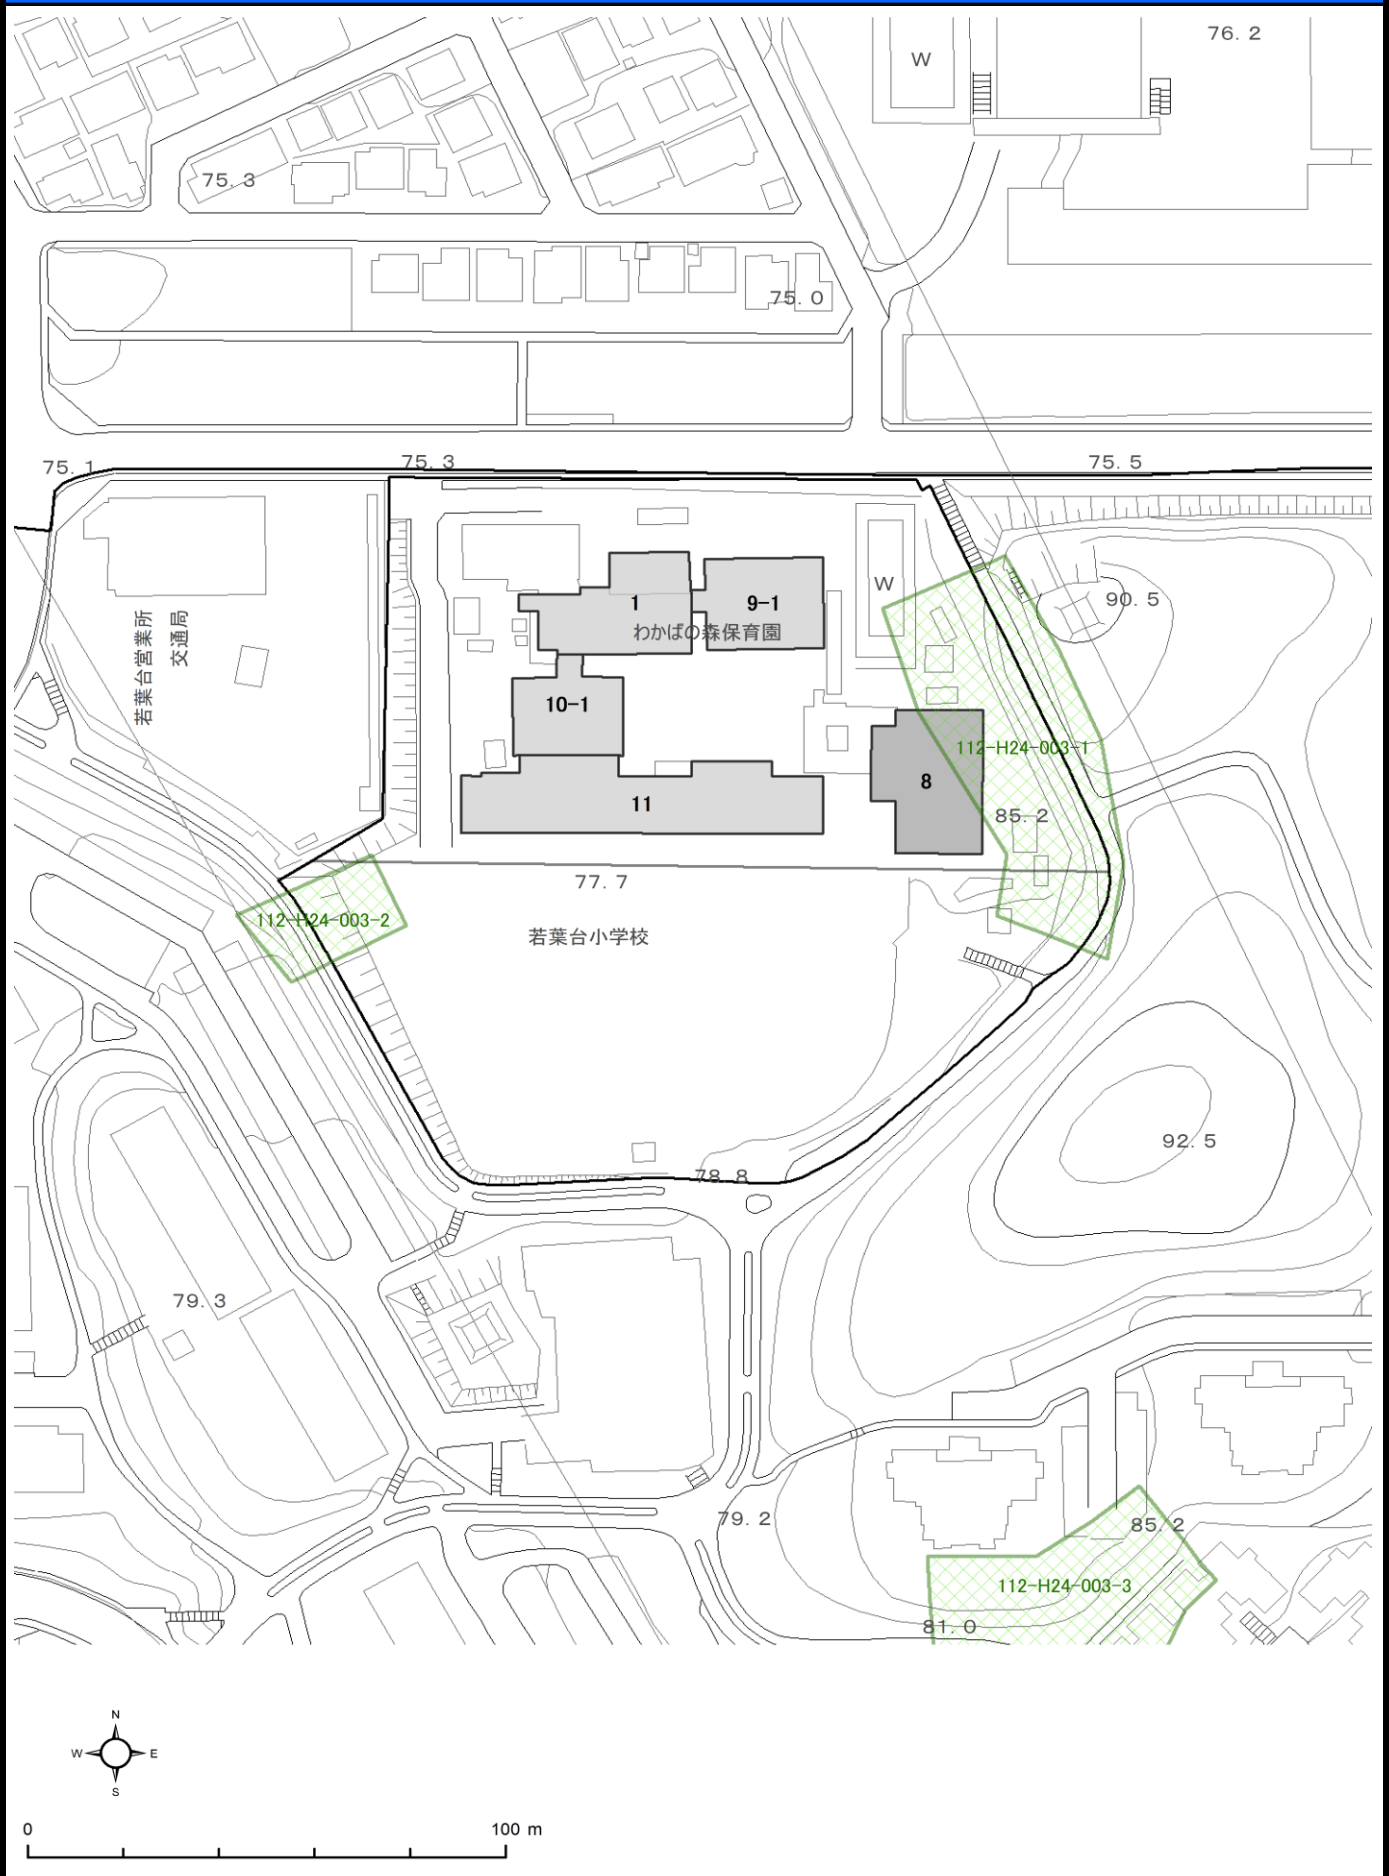 76. 2
W
75. 3
75. 0
75. 1
75. 3
75. 5
W
90. 5
1
9-1
わかばの森保育園
若葉台営業所
交通局
10-1
112-H24-003-1
8
11
85. 2
77. 7
112-H24-003-2
若葉台小学校
92. 5
78. 8
79. 3
79. 2
85. 2
112-H24-003-3
81. 0
N
W E
S
0 100 m